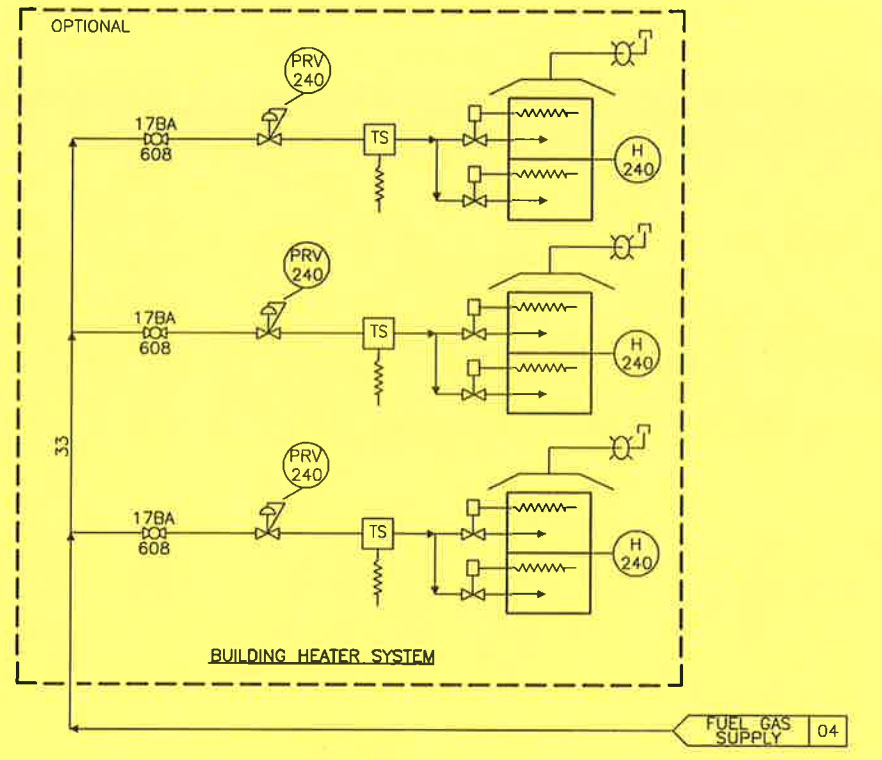 OPTIONAL
PRV
240
17BA
608
TS
H
240
PRV
240
17BA
608
TS
H
240
33
PRV
240
17BA
608
TS
H
240
BUILDING HEATER SYSTEM
FUEL GAS
SUPPLY
04